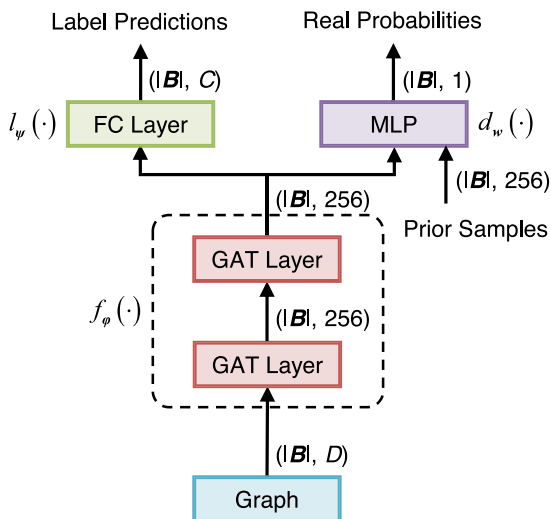 Label Predictions
Real Probabilities
(|B|, C)
(|B|, 1)
l_ψ(·)
FC Layer
MLP
d_w(·)
(|B|, 256)
(|B|, 256)
Prior Samples
GAT Layer
f_φ(·)
(|B|, 256)
GAT Layer
(|B|, D)
Graph